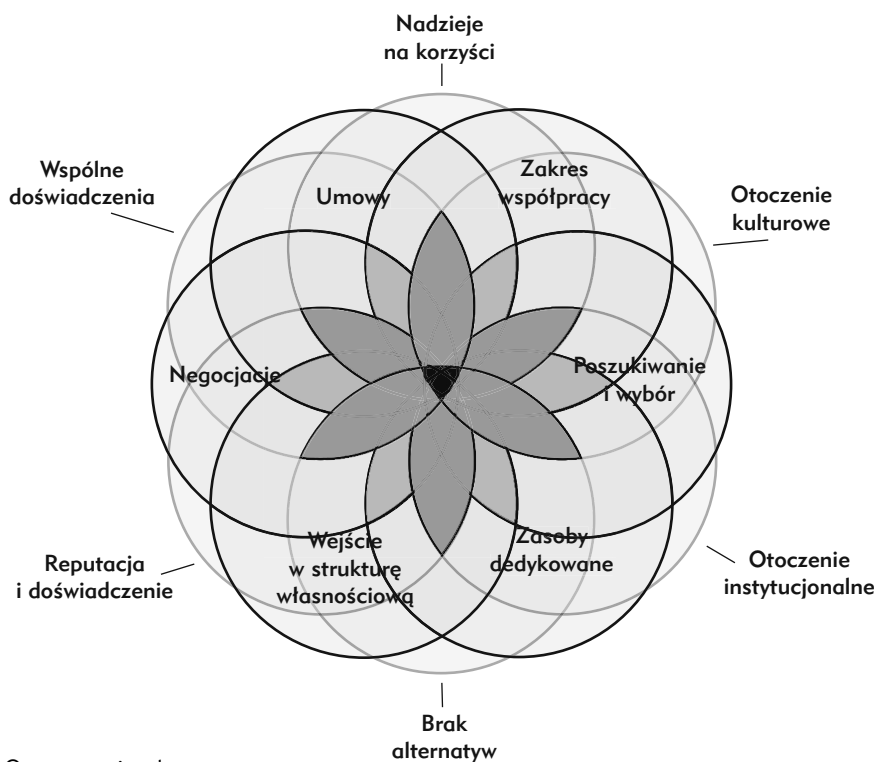 Nadzieje
na korzyści
Wspólne
doświadczenia
Umowy
Zakres
współpracy
Otoczenie
kulturowe
Negocjacje
Poszukiwanie
i wybór
Wejście
w strukturę
własnościową
Zasoby
dedykowane
Reputacja
i doświadczenie
Otoczenie
instytucjonalne
Brak
alternatyw